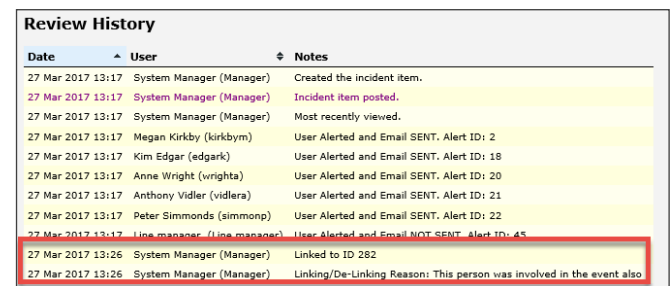 Review History
Date User Notes
27 Mar 2017 13:17 System Manager (Manager) Created the incident item.
27 Mar 2017 13:17 System Manager (Manager) Incident item posted.
27 Mar 2017 13:17 System Manager (Manager) Most recently viewed.
27 Mar 2017 13:17 Megan Kirkby (kirkbym) User Alerted and Email SENT. Alert ID: 2
27 Mar 2017 13:17 Kim Edgar (edgark) User Alerted and Email SENT. Alert ID: 18
27 Mar 2017 13:17 Anne Wright (wrighta) User Alerted and Email SENT. Alert ID: 20
27 Mar 2017 13:17 Anthony Vidler (vidlera) User Alerted and Email SENT. Alert ID: 21
27 Mar 2017 13:17 Peter Simmonds (simmonp) User Alerted and Email SENT. Alert ID: 22
27 Mar 2017 13:17 Line manager (Line manager) User Alerted and Email NOT SENT. Alert ID: 45
27 Mar 2017 13:26 System Manager (Manager) Linked to ID 282
27 Mar 2017 13:26 System Manager (Manager) Linking/De-Linking Reason: This person was involved in the event also